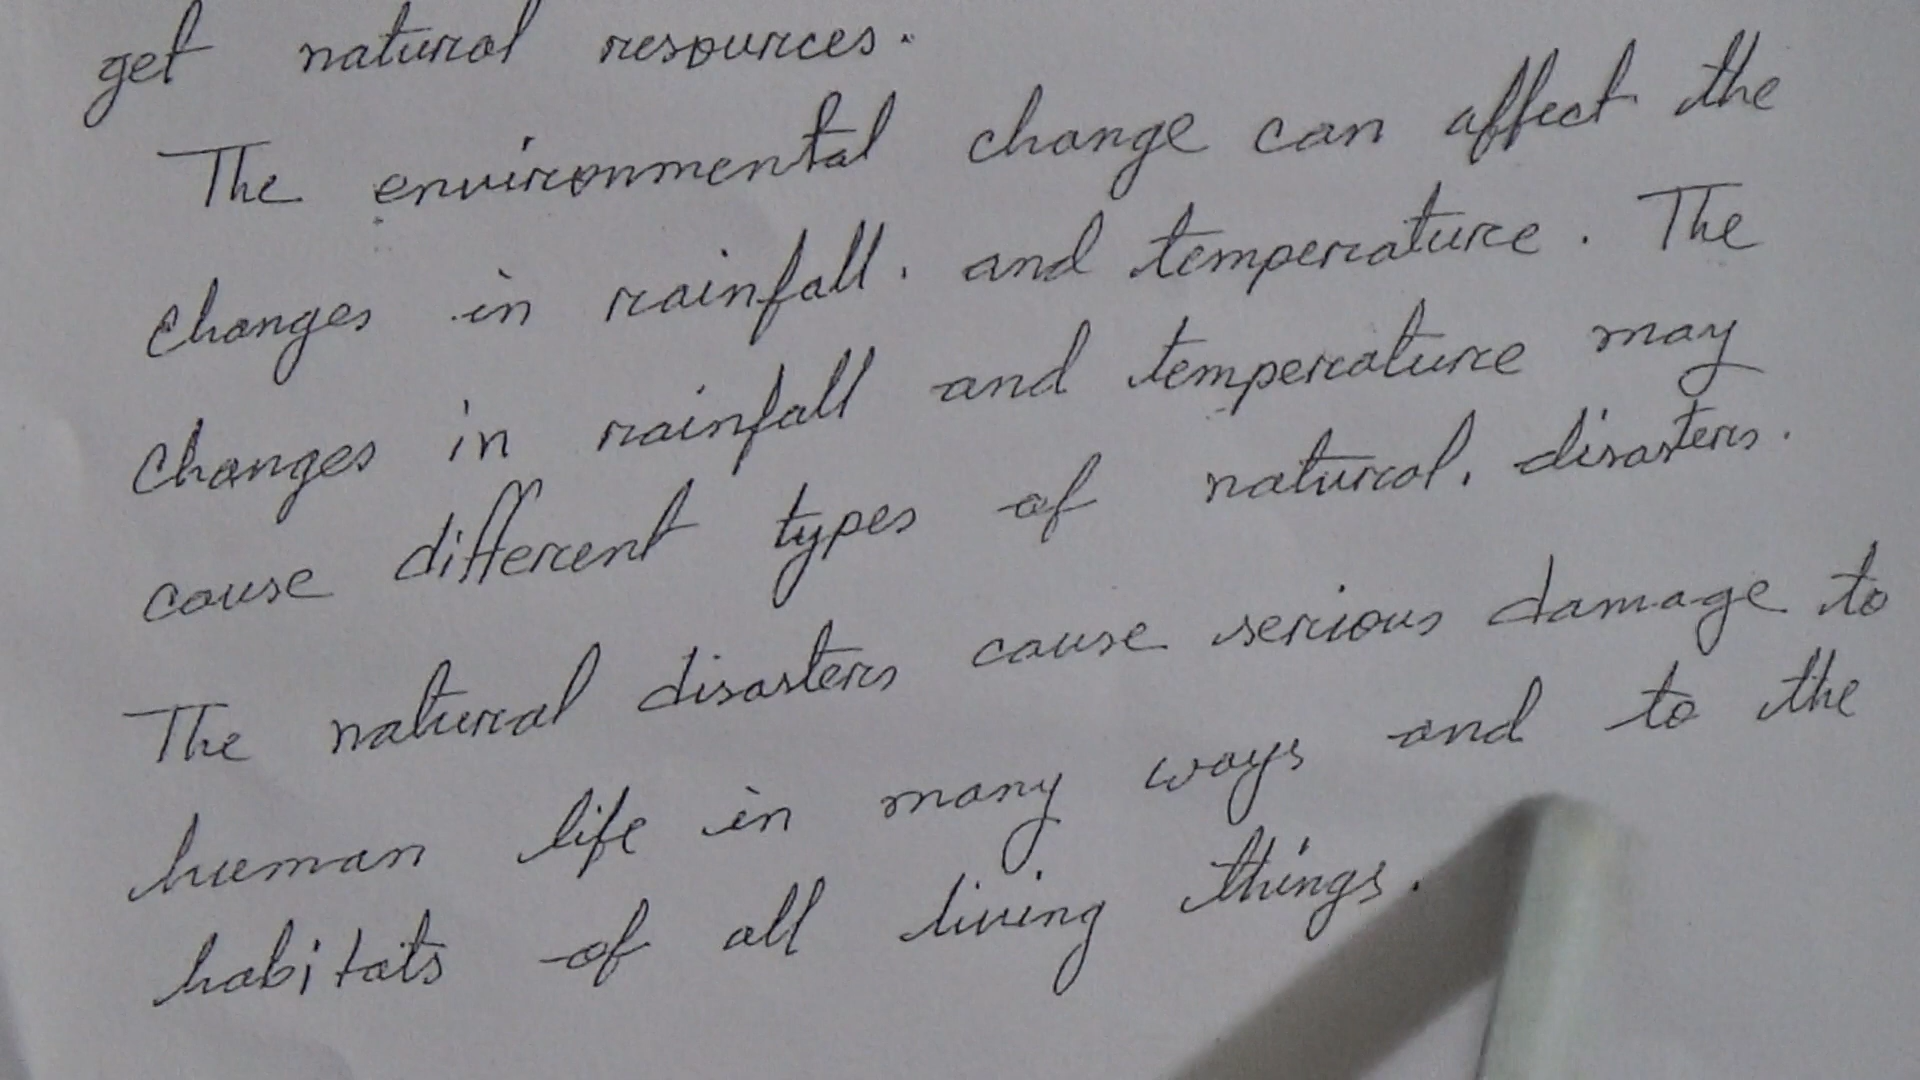 get natural resources.
The environmental change can affect the
changes in rainfall. and temperature. The
changes in rainfall and temperature may
cause different types of natural. disasters.
The natural disasters cause serious damage to
human life in many ways and to the
habitats of all living things.